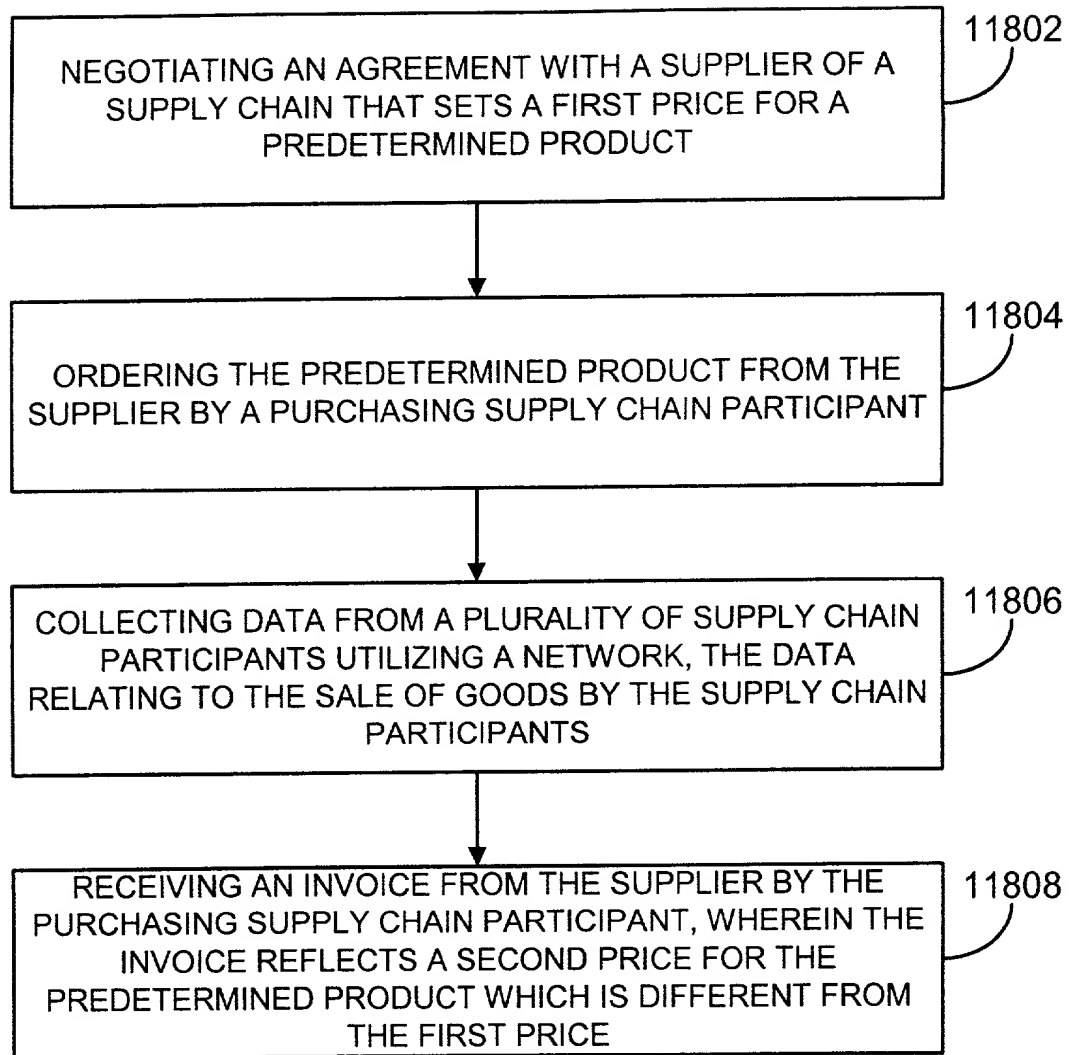 11802
NEGOTIATING AN AGREEMENT WITH A SUPPLIER OF A
SUPPLY CHAIN THAT SETS A FIRST PRICE FOR A
PREDETERMINED PRODUCT
11804
ORDERING THE PREDETERMINED PRODUCT FROM THE
SUPPLIER BY A PURCHASING SUPPLY CHAIN PARTICIPANT
11806
COLLECTING DATA FROM A PLURALITY OF SUPPLY CHAIN
PARTICIPANTS UTILIZING A NETWORK, THE DATA
RELATING TO THE SALE OF GOODS BY THE SUPPLY CHAIN
PARTICIPANTS
11808
RECEIVING AN INVOICE FROM THE SUPPLIER BY THE
PURCHASING SUPPLY CHAIN PARTICIPANT, WHEREIN THE
INVOICE REFLECTS A SECOND PRICE FOR THE
PREDETERMINED PRODUCT WHICH IS DIFFERENT FROM
THE FIRST PRICE